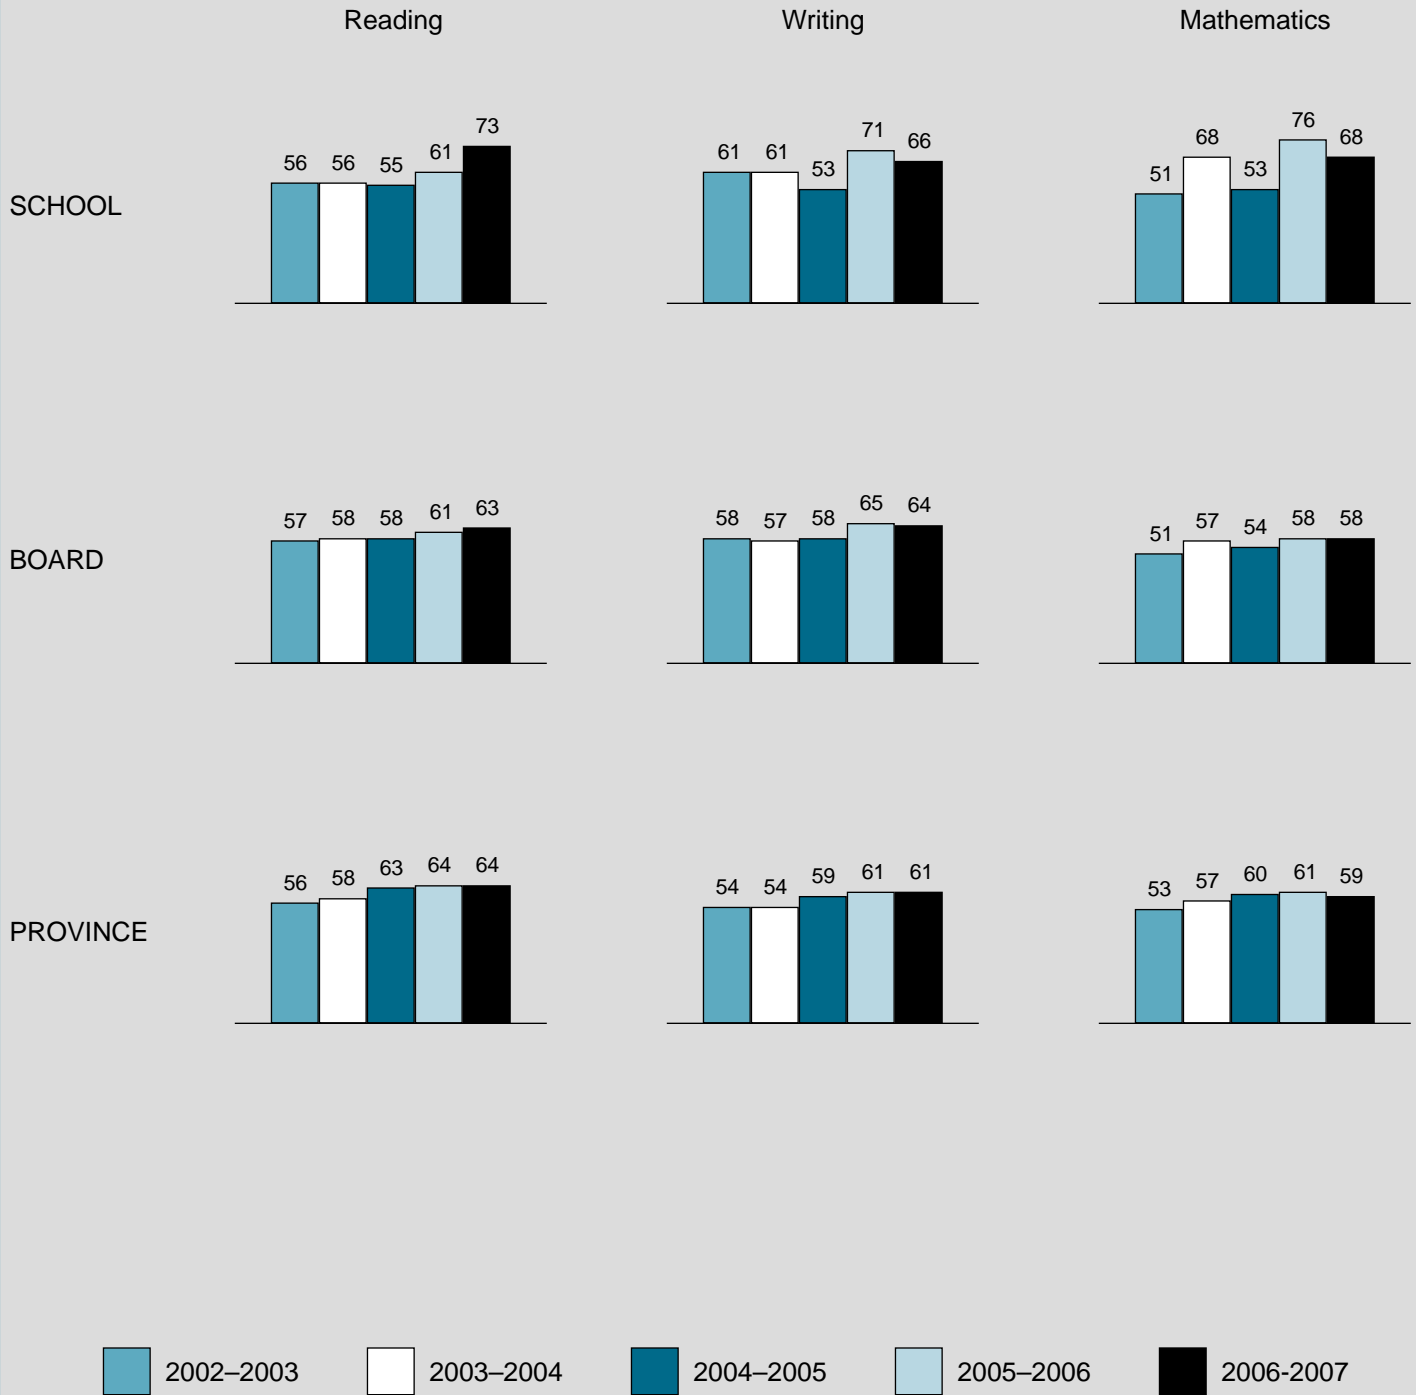 Reading Writing Mathematics
SCHOOL
56 56 55 61 73
61 61 53 71 66
51 68 53 76 68
BOARD
57 58 58 61 63
58 57 58 65 64
51 57 54 58 58
PROVINCE
56 58 63 64 64
54 54 59 61 61
53 57 60 61 59
2002–2003 2003–2004 2004–2005 2005–2006 2006-2007